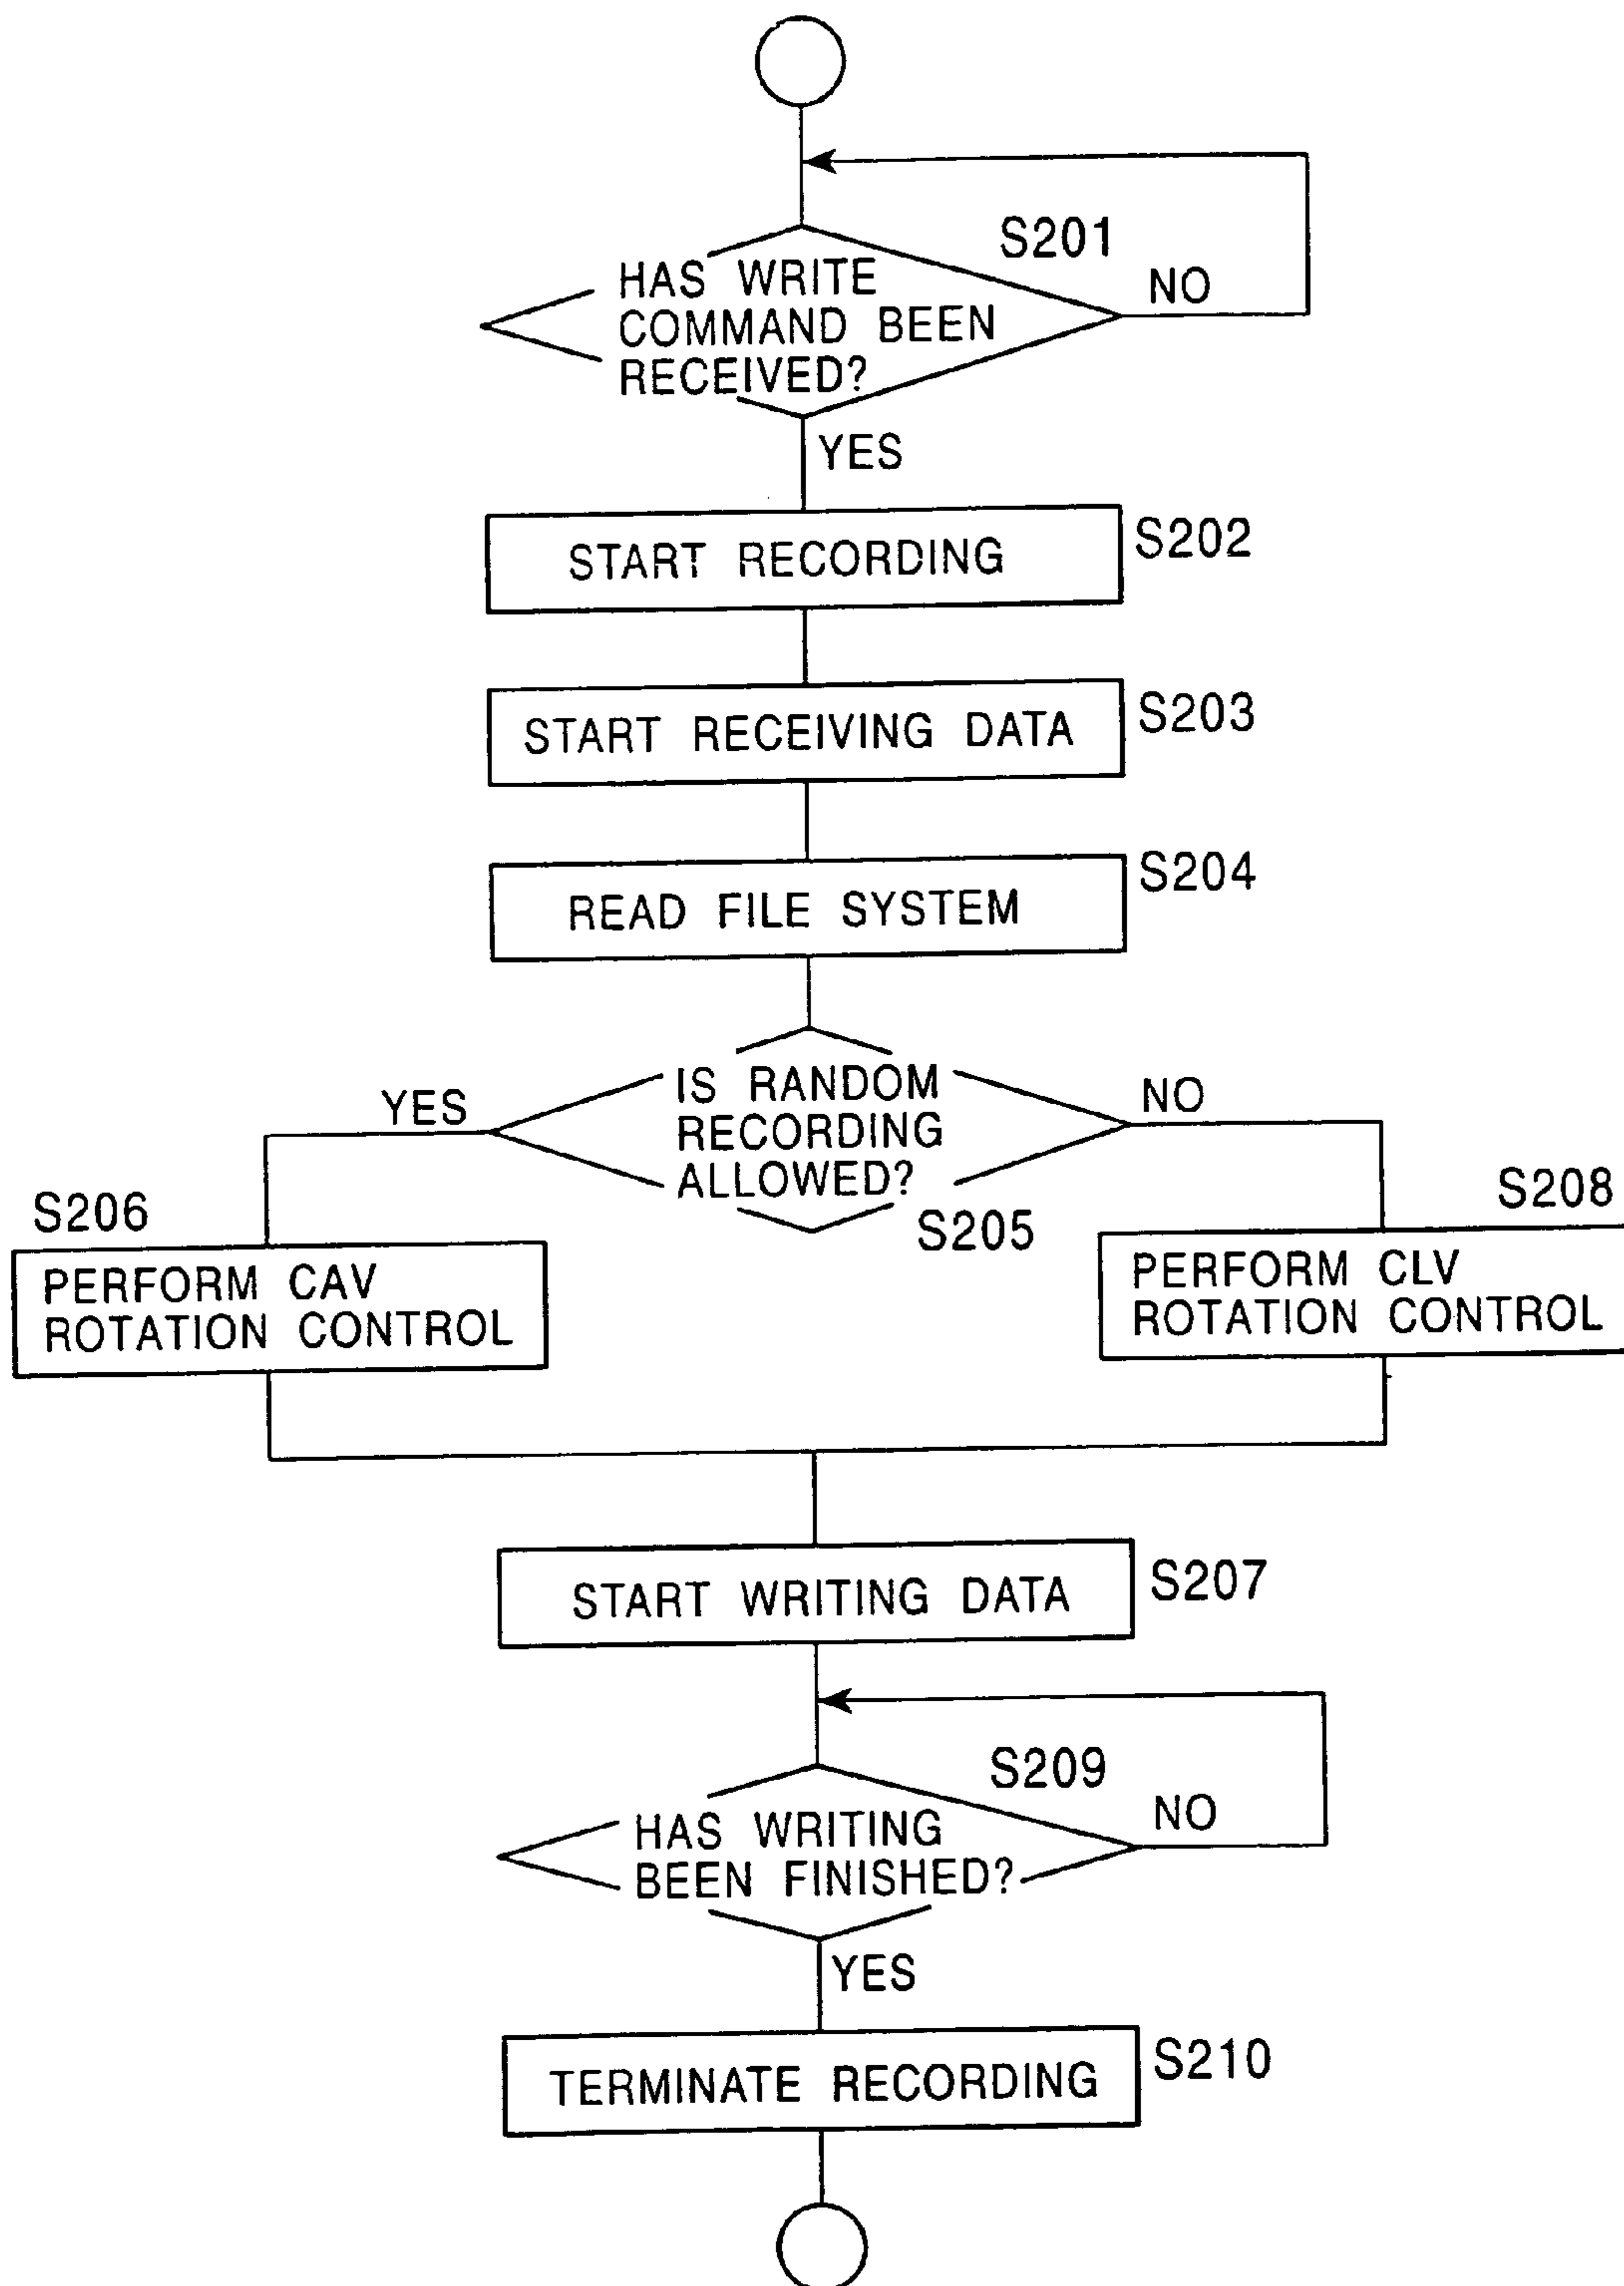 S201
HAS WRITE
COMMAND BEEN
RECEIVED?
NO
YES
START RECORDING
S202
START RECEIVING DATA
S203
READ FILE SYSTEM
S204
IS RANDOM
RECORDING
ALLOWED?
YES
NO
S205
S206
PERFORM CAV
ROTATION CONTROL
S208
PERFORM CLV
ROTATION CONTROL
START WRITING DATA
S207
S209
HAS WRITING
BEEN FINISHED?
NO
YES
TERMINATE RECORDING
S210